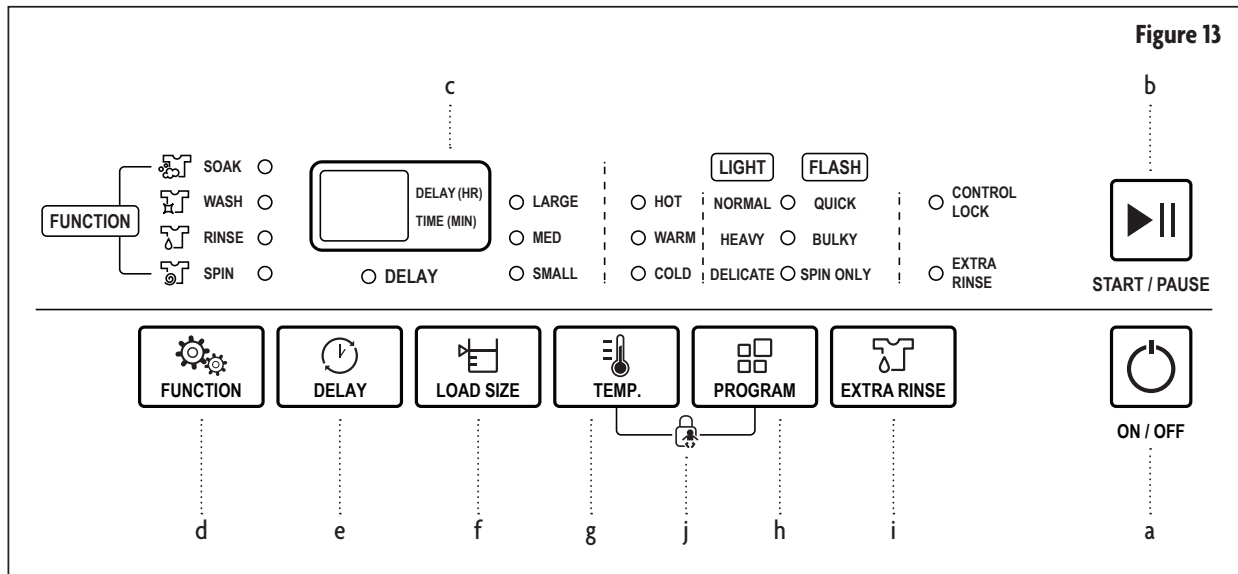 Figure 13
c
b
SOAK
WASH
RINSE
SPIN
FUNCTION
DELAY (HR)
TIME (MIN)
DELAY
LARGE
MED
SMALL
HOT
WARM
COLD
LIGHT FLASH
NORMAL QUICK
HEAVY BULKY
DELICATE SPIN ONLY
CONTROL
LOCK
EXTRA
RINSE
START / PAUSE
FUNCTION
DELAY
LOAD SIZE
TEMP.
PROGRAM
EXTRA RINSE
ON / OFF
d
e
f
g
j
h
i
a